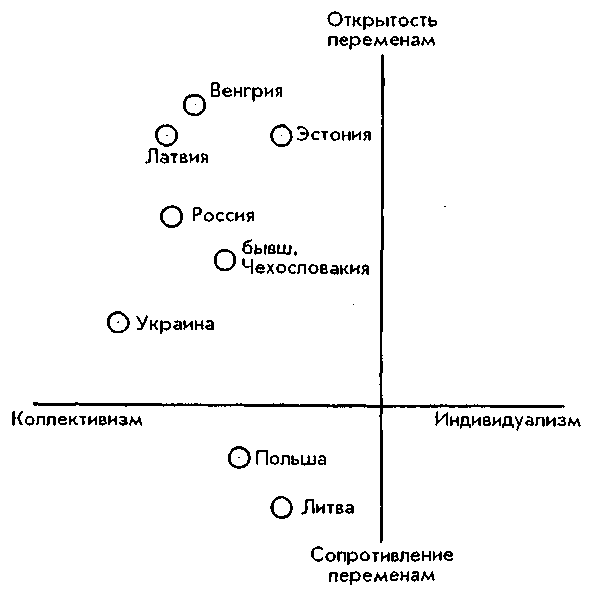 Открытость
переменам
Венгрия
Эстония
Латвия
Россия
бывш.
Чехословакия
Украина
Коллективизм
Индивидуализм
Польша
Литва
Сопротивление
переменам